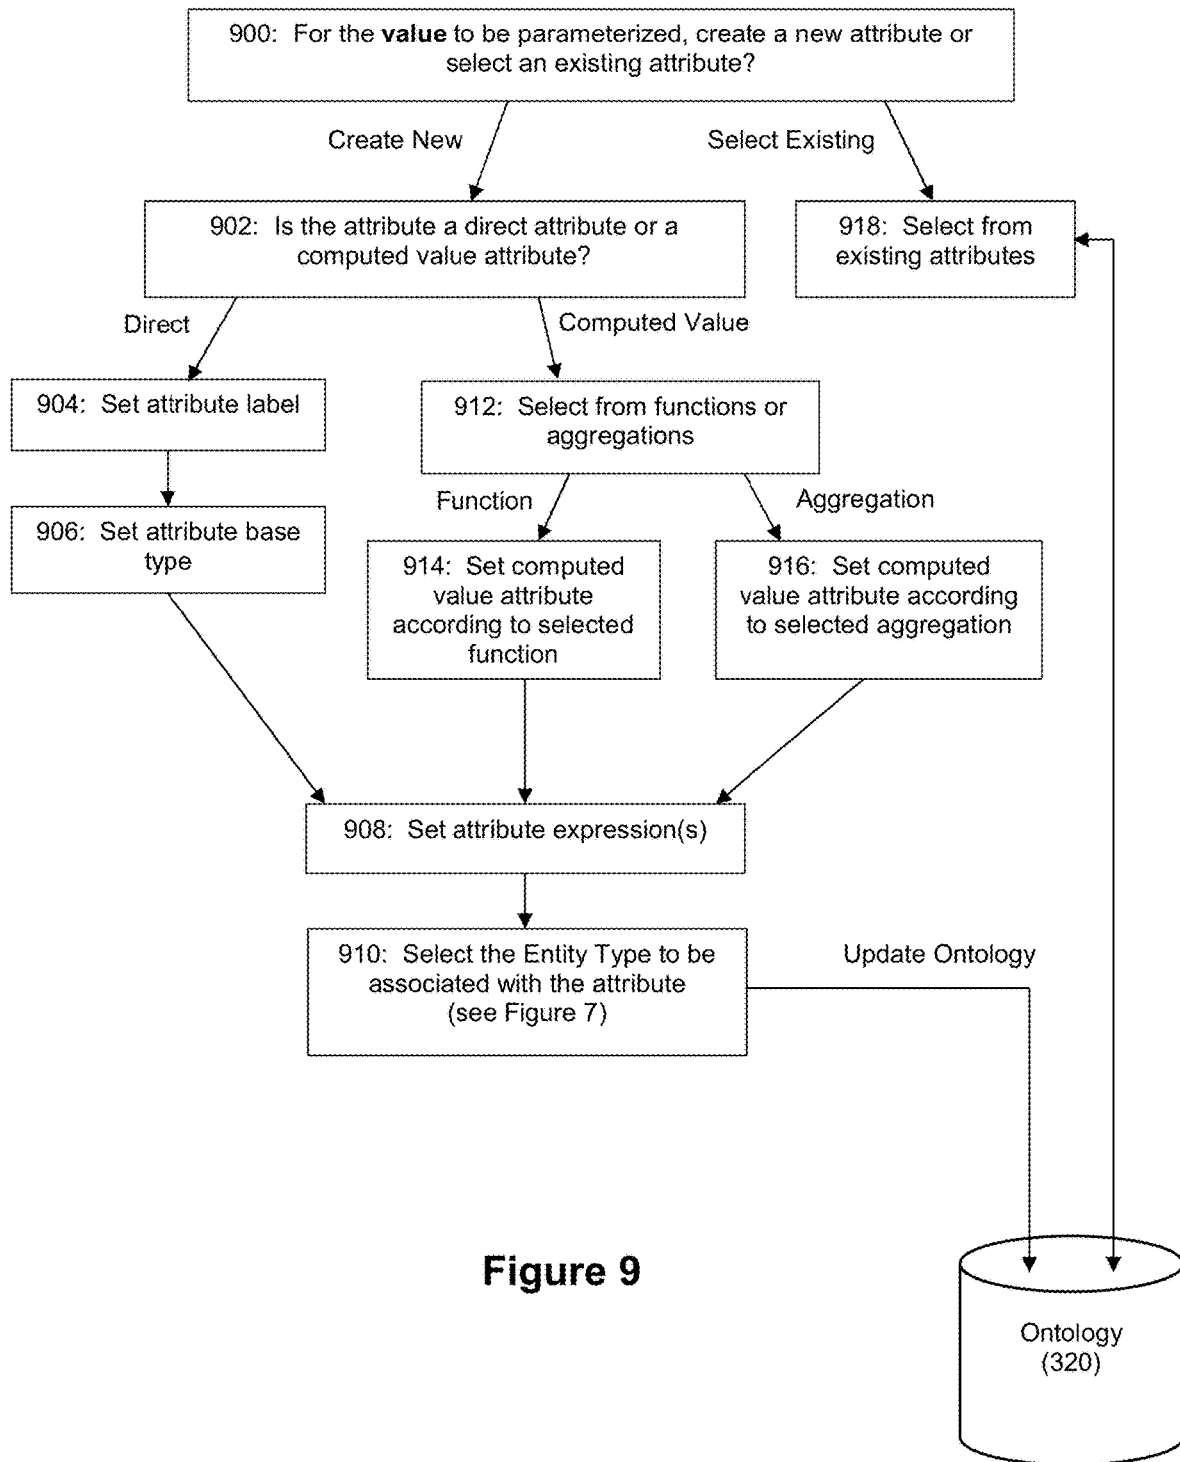 900: For the value to be parameterized, create a new attribute or
select an existing attribute?
Create New
Select Existing
902: Is the attribute a direct attribute or a
computed value attribute?
918: Select from
existing attributes
Direct
Computed Value
904: Set attribute label
912: Select from functions or
aggregations
Function
Aggregation
906: Set attribute base
type
914: Set computed
value attribute
according to selected
function
916: Set computed
value attribute according
to selected aggregation
908: Set attribute expression(s)
910: Select the Entity Type to be
associated with the attribute
(see Figure 7)
Update Ontology
Figure 9
Ontology
(320)